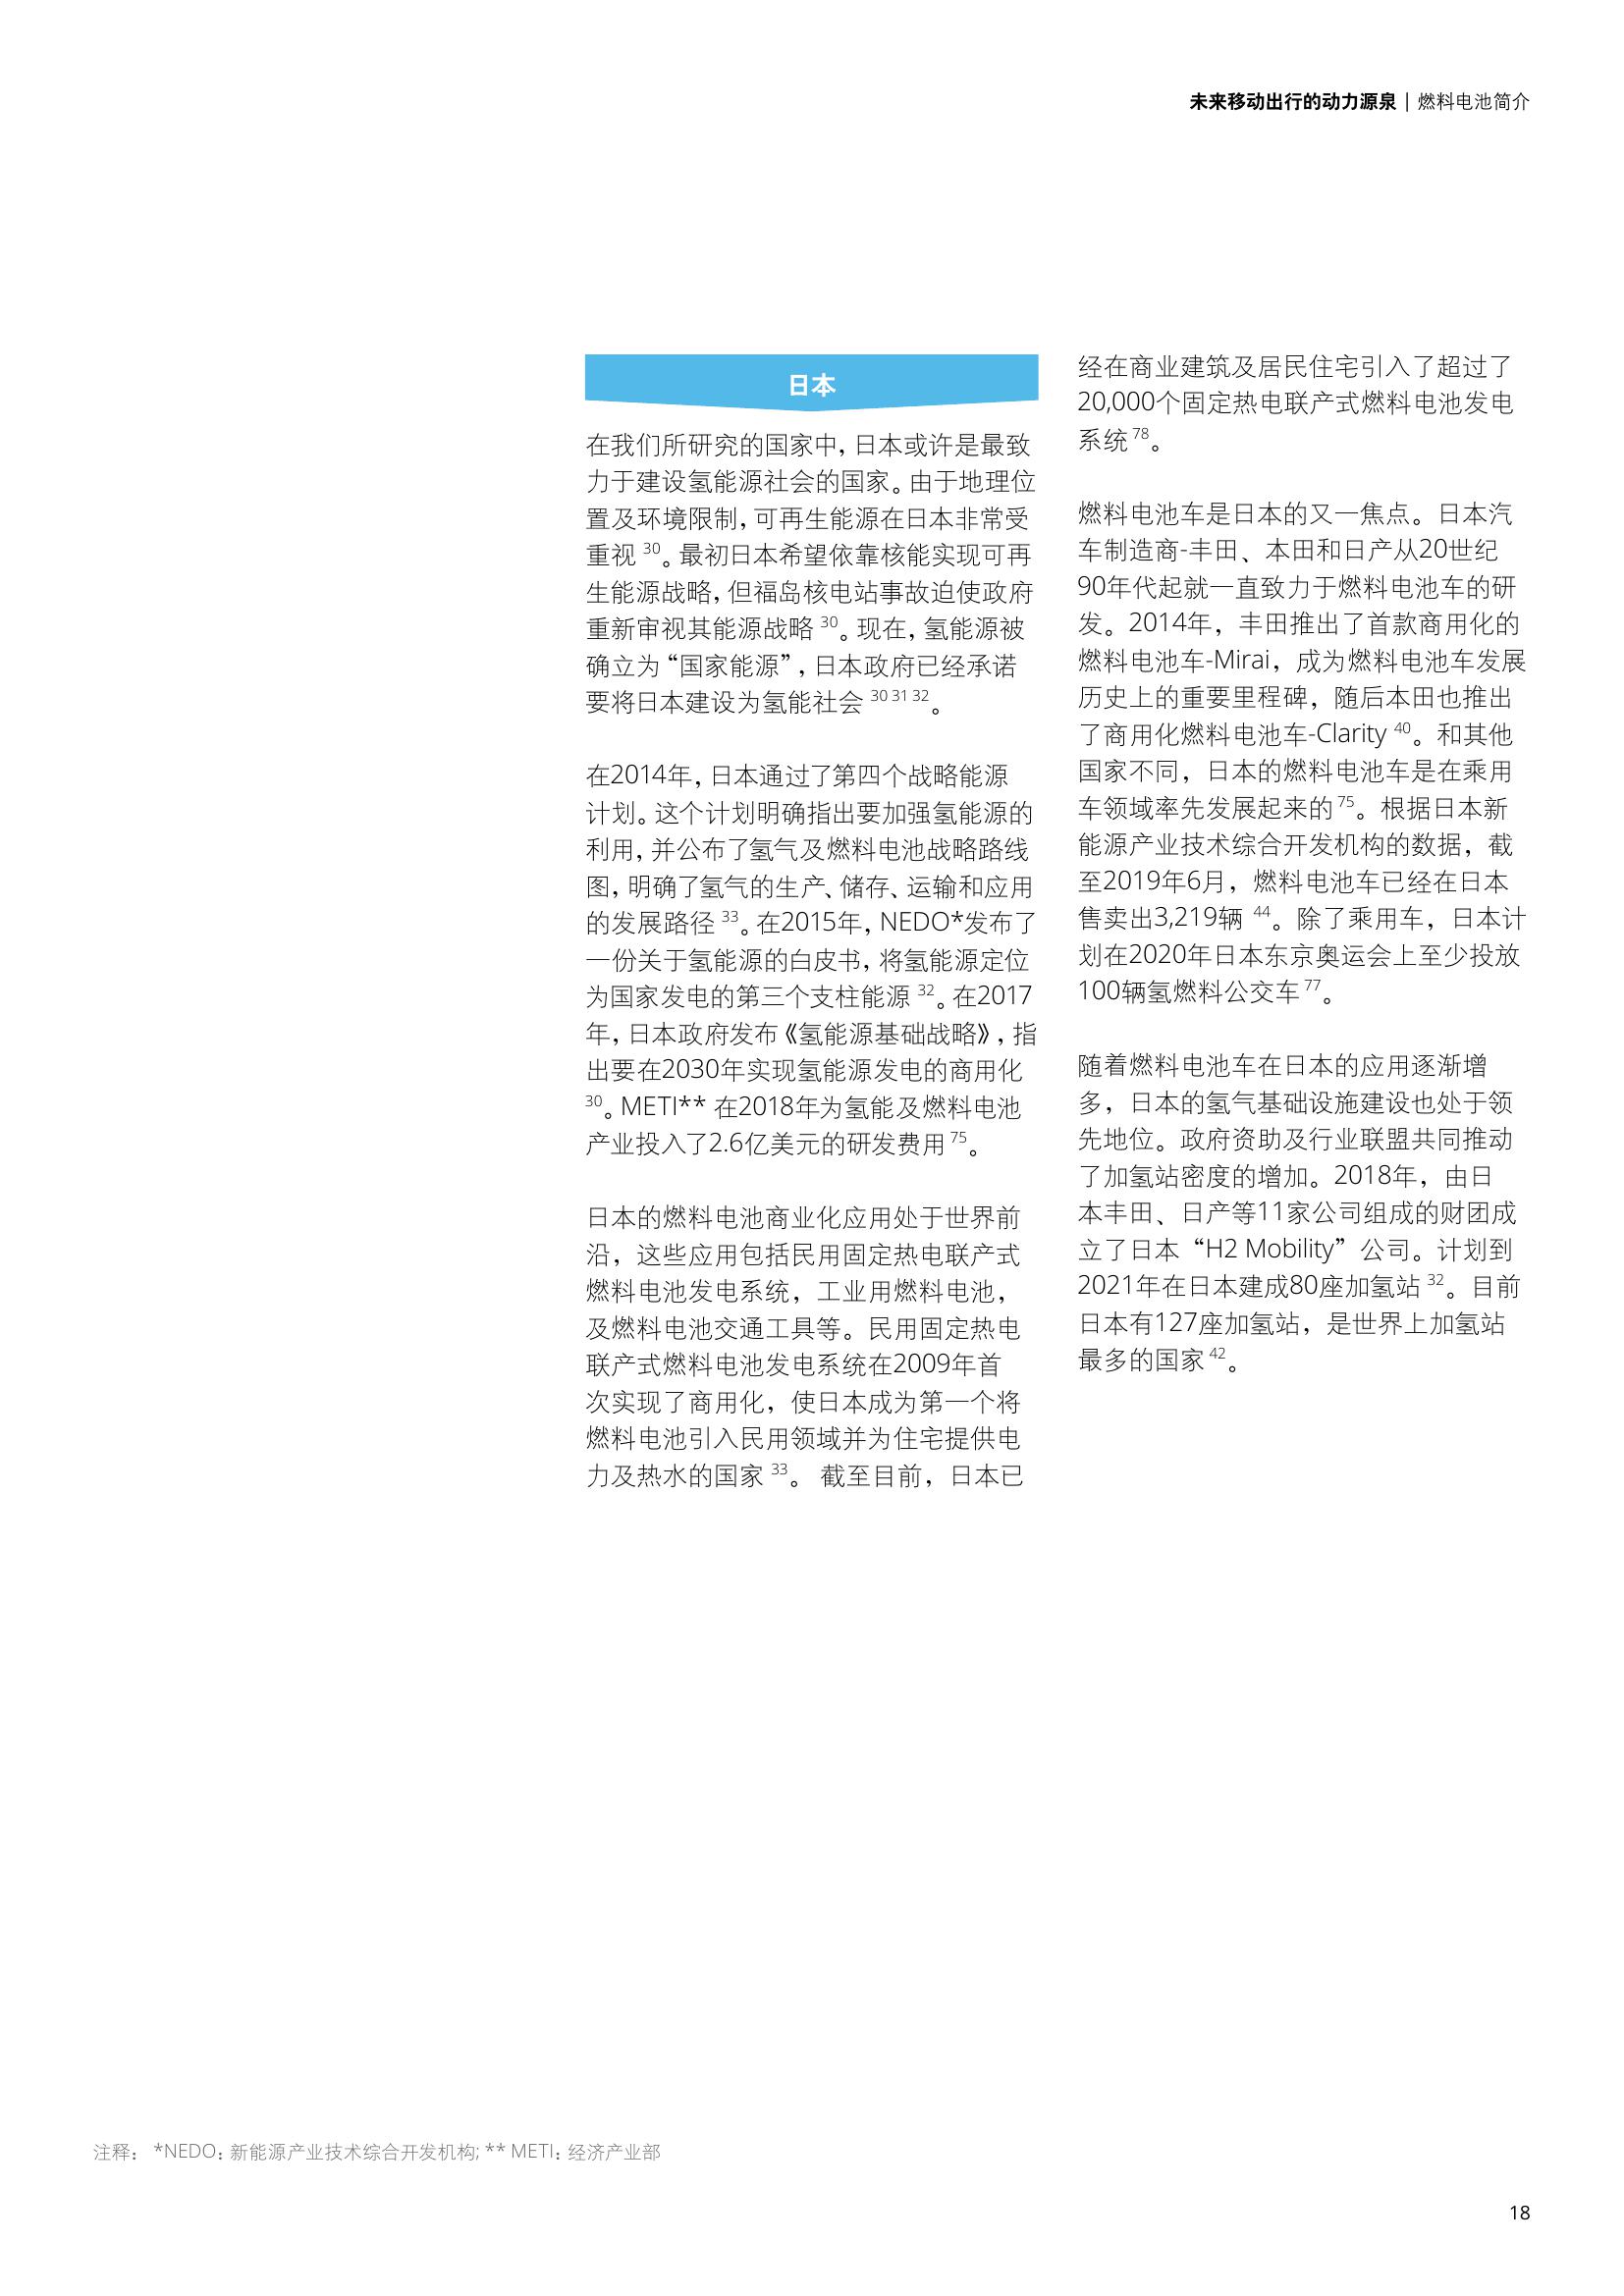 未来移动出行的动力源泉 | 燃料电池简介
日本
在我们所研究的国家中，日本或许是最致
力于建设氢能源社会的国家。由于地理位
置及环境限制，可再生能源在日本非常受
重视 30。最初日本希望依靠核能实现可再
生能源战略，但福岛核电站事故迫使政府
重新审视其能源战略 30。现在，氢能源被
确立为“国家能源”，日本政府已经承诺
要将日本建设为氢能社会 30 31 32。
在2014年，日本通过了第四个战略能源
计划。这个计划明确指出要加强氢能源的
利用，并公布了氢气及燃料电池战略路线
图，明确了氢气的生产、储存、运输和应用
的发展路径 33。在2015年，NEDO*发布了
一份关于氢能源的白皮书，将氢能源定位
为国家发电的第三个支柱能源 32。在2017
年，日本政府发布《氢能源基础战略》，指
出要在2030年实现氢能源发电的商用化
30。METI** 在2018年为氢能及燃料电池
产业投入了2.6亿美元的研发费用 75。
日本的燃料电池商业化应用处于世界前
沿，这些应用包括民用固定热电联产式
燃料电池发电系统，工业用燃料电池，
及燃料电池交通工具等。民用固定热电
联产式燃料电池发电系统在2009年首
次实现了商用化，使日本成为第一个将
燃料电池引入民用领域并为住宅提供电
力及热水的国家 33。 截至目前，日本已
经在商业建筑及居民住宅引入了超过了
20,000个固定热电联产式燃料电池发电
系统 78。
燃料电池车是日本的又一焦点。日本汽
车制造商-丰田、本田和日产从20世纪
90年代起就一直致力于燃料电池车的研
发。2014年，丰田推出了首款商用化的
燃料电池车-Mirai，成为燃料电池车发展
历史上的重要里程碑，随后本田也推出
了商用化燃料电池车-Clarity 40。和其他
国家不同，日本的燃料电池车是在乘用
车领域率先发展起来的 75。根据日本新
能源产业技术综合开发机构的数据，截
至2019年6月，燃料电池车已经在日本
售卖出3,219辆 44。除了乘用车，日本计
划在2020年日本东京奥运会上至少投放
100辆氢燃料公交车 77。
随着燃料电池车在日本的应用逐渐增
多，日本的氢气基础设施建设也处于领
先地位。政府资助及行业联盟共同推动
了加氢站密度的增加。2018年，由日
本丰田、日产等11家公司组成的财团成
立了日本“H2 Mobility”公司。计划到
2021年在日本建成80座加氢站 32。目前
日本有127座加氢站，是世界上加氢站
最多的国家 42。
注释： *NEDO：新能源产业技术综合开发机构; ** METI：经济产业部
18